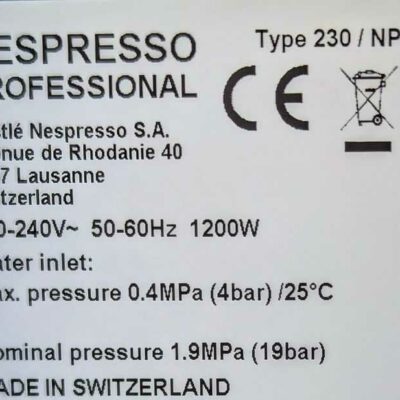 ESPRESSO Type 230 / NP
ROFESSIONAL
stlé Nespresso S.A.
enue de Rhodanie 40
7 Lausanne
itzerland
0-240V~ 50-60Hz 1200W
ater inlet:
ax. pressure 0.4MPa (4bar) /25°C
ominal pressure 1.9MPa (19bar)
ADE IN SWITZERLAND